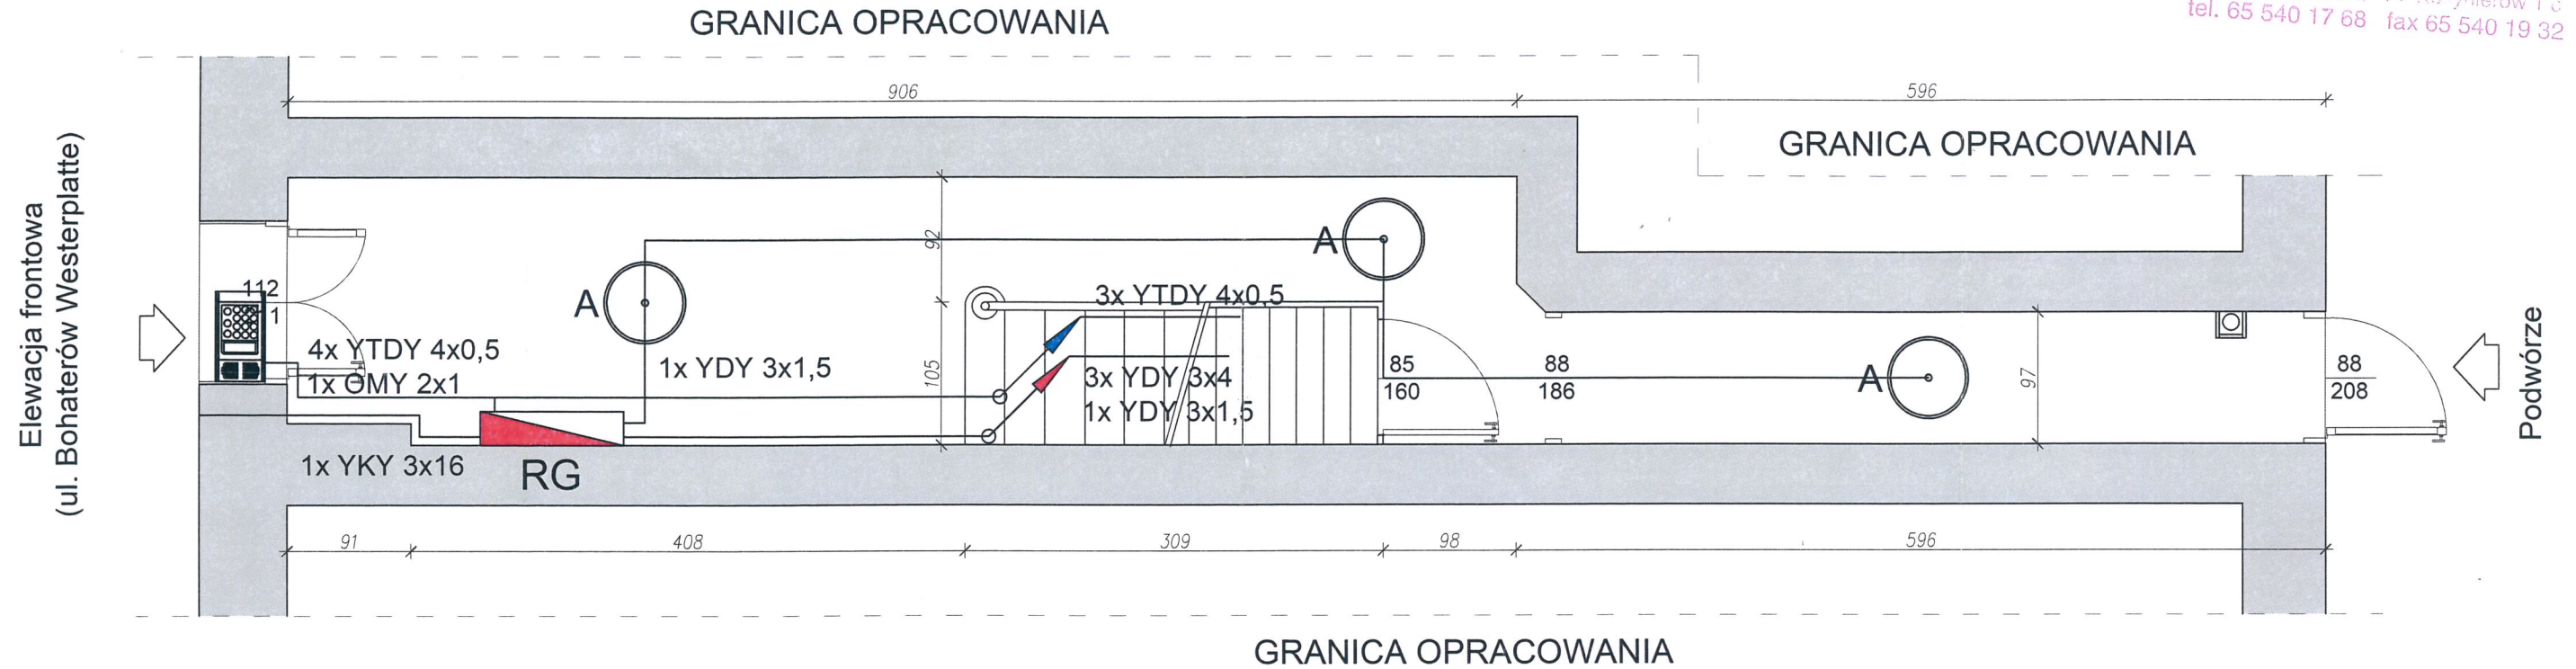 GRANICA OPRACOWANIA
tel. 65 540 17 68 fax 65 540 19 32
906
596
GRANICA OPRACOWANIA
Elewacja frontowa
(ul. Bohaterów Westerplatte)
92
A
A
112
1
3x YTDY 4x0,5
4x YTDY 4x0,5
1x OMY 2x1
1x YDY 3x1,5
105
3x YDY 3x4
1x YDY 3x1,5
85
160
88
186
A
97
88
208
Podwórze
1x YKY 3x16
RG
91
408
309
98
596
GRANICA OPRACOWANIA